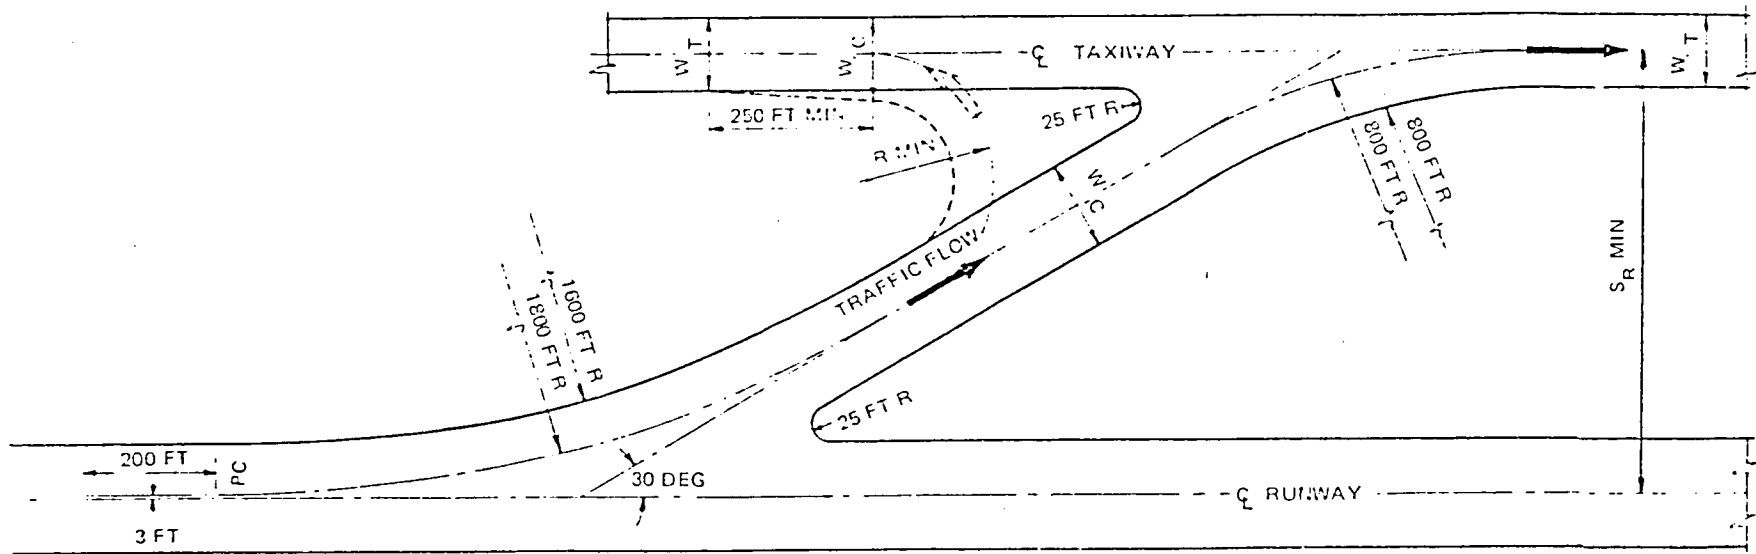 W T
W C
℄ TAXIWAY
W T
250 FT MIN
25 FT R
R MIN
800 FT R
800 FT R
W C
S_R MIN
TRAFFIC FLOW
1600 FT R
1800 FT R
25 FT R
200 FT
PC
30 DEG
℄ RUNWAY
3 FT